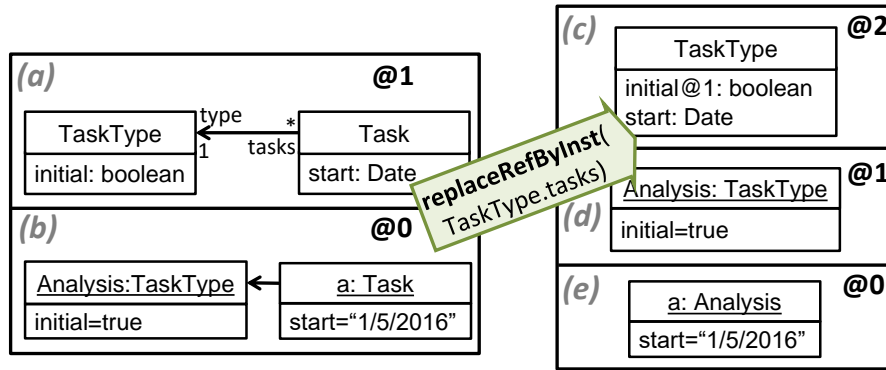 (a)
@1
TaskType
initial: boolean
type
1
*
tasks
Task
start: Date
(b)
@0
Analysis:TaskType
initial=true
a: Task
start=“1/5/2016”
replaceRefByInst(
TaskType.tasks)
(c)
@2
TaskType
initial@1: boolean
start: Date
@1
Analysis: TaskType
(d)
initial=true
(e)
@0
a: Analysis
start=“1/5/2016”